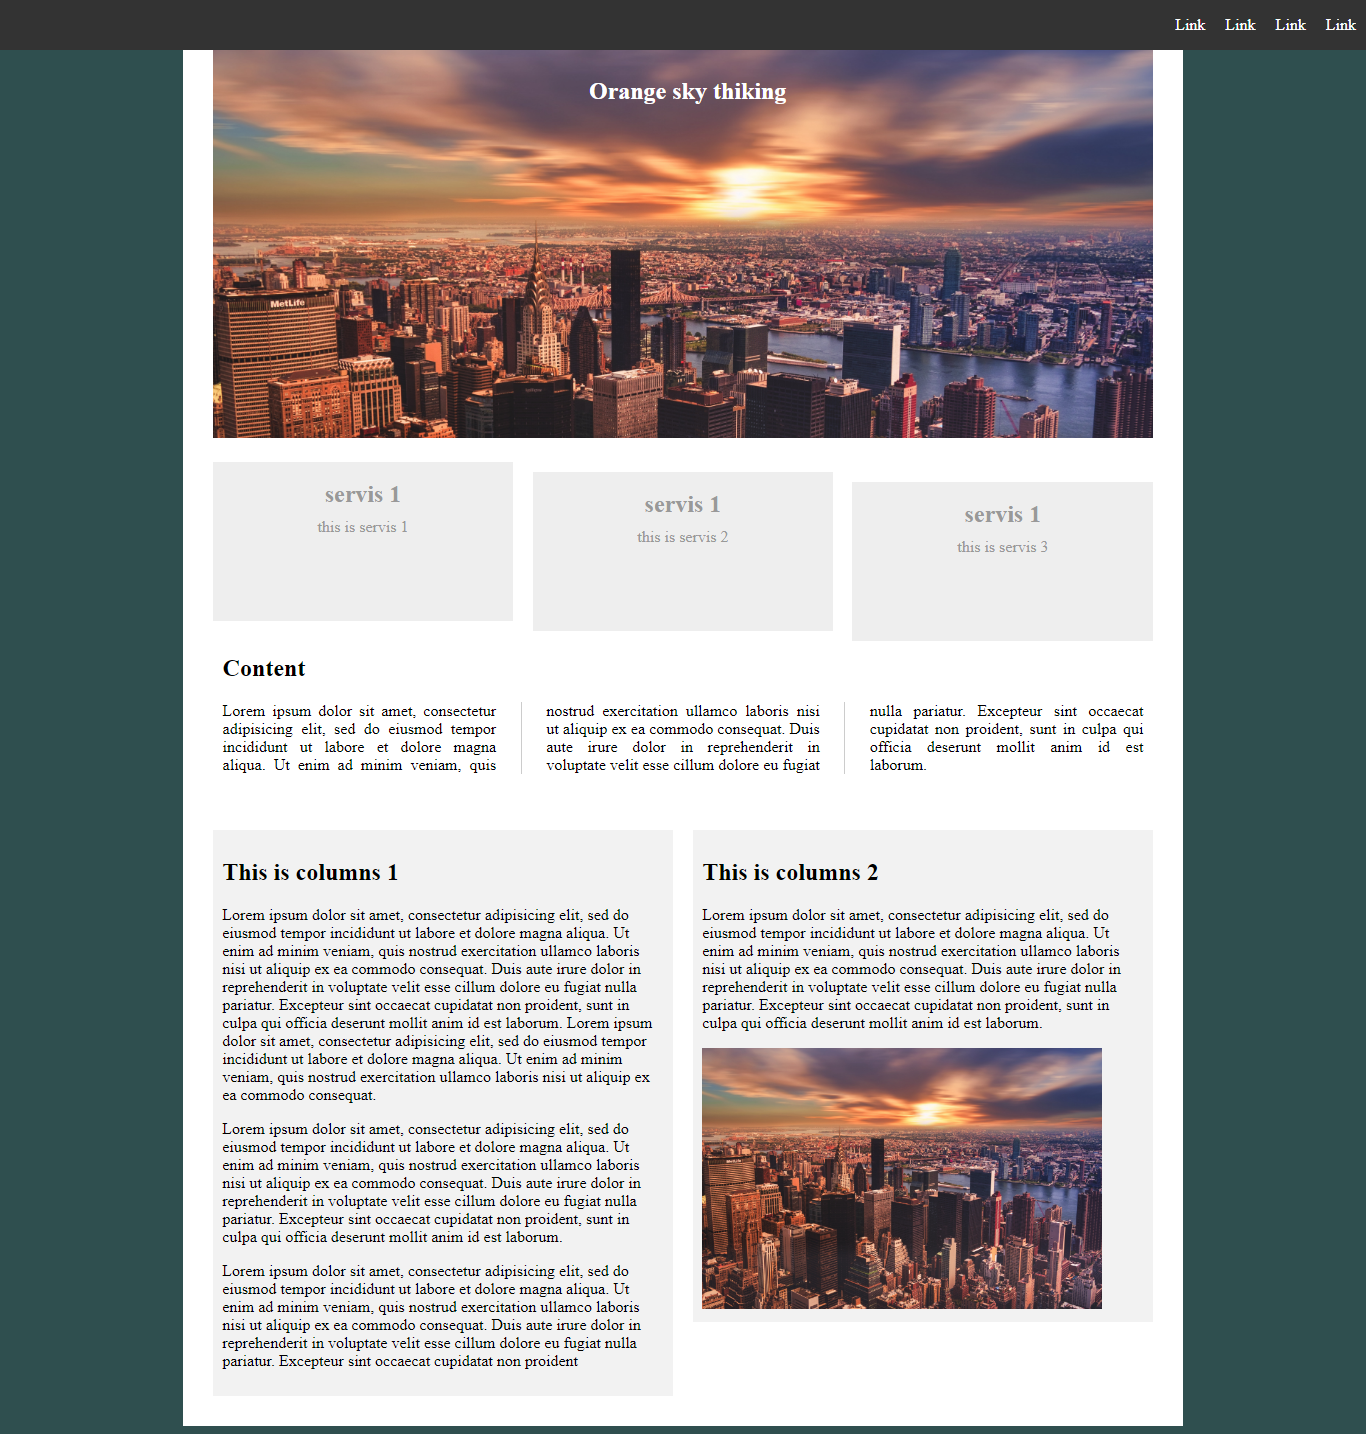 Link Link Link Link
Orange sky thiking
MetLife
servis 1
this is servis 1
servis 1
this is servis 2
servis 1
this is servis 3
Content
Lorem ipsum dolor sit amet, consectetur
adipisicing elit, sed do eiusmod tempor
incididunt ut labore et dolore magna
aliqua. Ut enim ad minim veniam, quis
nostrud exercitation ullamco laboris nisi
ut aliquip ex ea commodo consequat. Duis
aute irure dolor in reprehenderit in
voluptate velit esse cillum dolore eu fugiat
nulla pariatur. Excepteur sint occaecat
cupidatat non proident, sunt in culpa qui
officia deserunt mollit anim id est
laborum.
This is columns 1
Lorem ipsum dolor sit amet, consectetur adipisicing elit, sed do
eiusmod tempor incididunt ut labore et dolore magna aliqua. Ut
enim ad minim veniam, quis nostrud exercitation ullamco laboris
nisi ut aliquip ex ea commodo consequat. Duis aute irure dolor in
reprehenderit in voluptate velit esse cillum dolore eu fugiat nulla
pariatur. Excepteur sint occaecat cupidatat non proident, sunt in
culpa qui officia deserunt mollit anim id est laborum. Lorem ipsum
dolor sit amet, consectetur adipisicing elit, sed do eiusmod tempor
incididunt ut labore et dolore magna aliqua. Ut enim ad minim
veniam, quis nostrud exercitation ullamco laboris nisi ut aliquip ex
ea commodo consequat.
Lorem ipsum dolor sit amet, consectetur adipisicing elit, sed do
eiusmod tempor incididunt ut labore et dolore magna aliqua. Ut
enim ad minim veniam, quis nostrud exercitation ullamco laboris
nisi ut aliquip ex ea commodo consequat. Duis aute irure dolor in
reprehenderit in voluptate velit esse cillum dolore eu fugiat nulla
pariatur. Excepteur sint occaecat cupidatat non proident, sunt in
culpa qui officia deserunt mollit anim id est laborum.
Lorem ipsum dolor sit amet, consectetur adipisicing elit, sed do
eiusmod tempor incididunt ut labore et dolore magna aliqua. Ut
enim ad minim veniam, quis nostrud exercitation ullamco laboris
nisi ut aliquip ex ea commodo consequat. Duis aute irure dolor in
reprehenderit in voluptate velit esse cillum dolore eu fugiat nulla
pariatur. Excepteur sint occaecat cupidatat non proident
This is columns 2
Lorem ipsum dolor sit amet, consectetur adipisicing elit, sed do
eiusmod tempor incididunt ut labore et dolore magna aliqua. Ut
enim ad minim veniam, quis nostrud exercitation ullamco laboris
nisi ut aliquip ex ea commodo consequat. Duis aute irure dolor in
reprehenderit in voluptate velit esse cillum dolore eu fugiat nulla
pariatur. Excepteur sint occaecat cupidatat non proident, sunt in
culpa qui officia deserunt mollit anim id est laborum.
MetLife